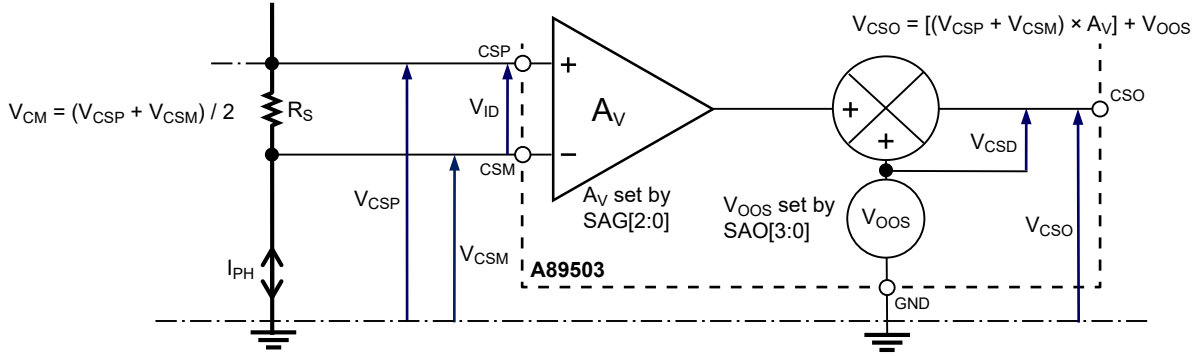 V_CSO = [(V_CSP + V_CSM) × A_V] + V_OOS
CSP
+
V_CM = (V_CSP + V_CSM) / 2
R_S
V_ID
A_V
+
CSO
+
V_CSD
CSM
−
V_CSP
A_V set by
SAG[2:0]
V_OOS set by
SAO[3:0]
V_OOS
V_CSO
V_CSM
I_PH
A89503
GND